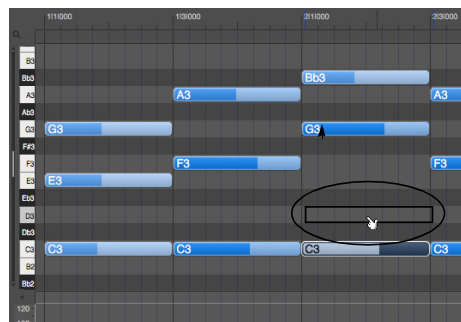 1|1|000 1|3|000 2|1|000 2|3|000
B3
Bb3 Bb3
A3 A3 A3
Ab3
G3 G3 G3
F#3
F3 F3 F3
E3 E3
Eb3
D3
Db3
C3 C3 C3 C3 C3
B2
Bb2
120